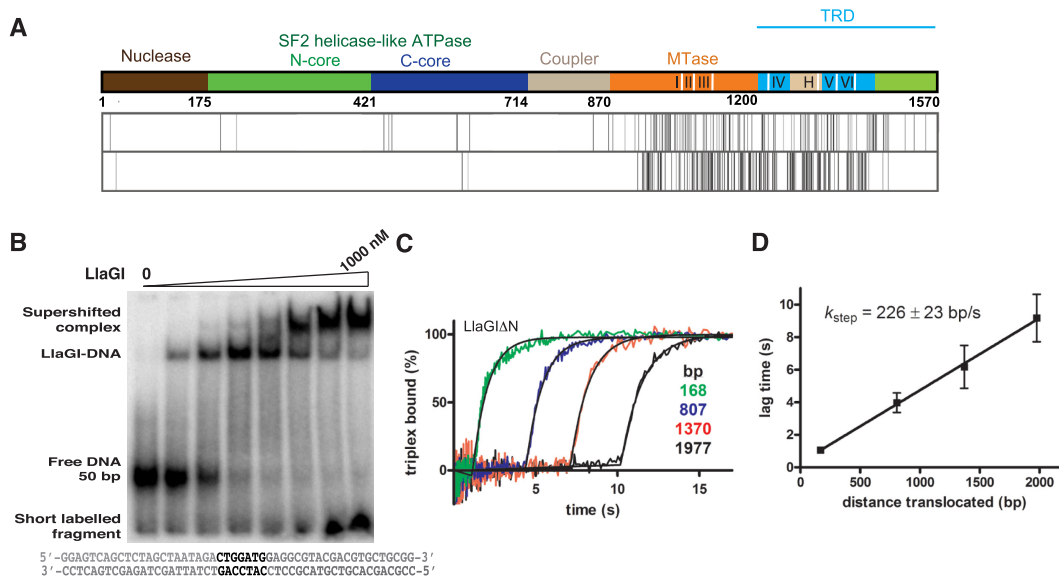 A
TRD
SF2 helicase-like ATPase
Nuclease N-core C-core Coupler MTase
I II III IV H V VI
1 175 421 714 870 1200 1570
B
LlaGI 0 1000 nM
Supershifted complex
LlaGI-DNA
Free DNA
50 bp
Short labelled fragment
5′-GGAGTCAGCTCTAGCTAATAGACTGGATGGAGGCGTACGACGTGCTGCGG-3′
3′-CCTCAGTCGAGATCGATTATCTGACCTACCTCCGCATGCTGCACGACGCC-5′
C
LlaGIΔN
triplex bound (%)
100
50
0
bp
168
807
1370
1977
5 10 15
time (s)
D
kstep = 226 ± 23 bp/s
lag time (s)
10
8
6
4
2
0
0 500 1000 1500 2000
distance translocated (bp)